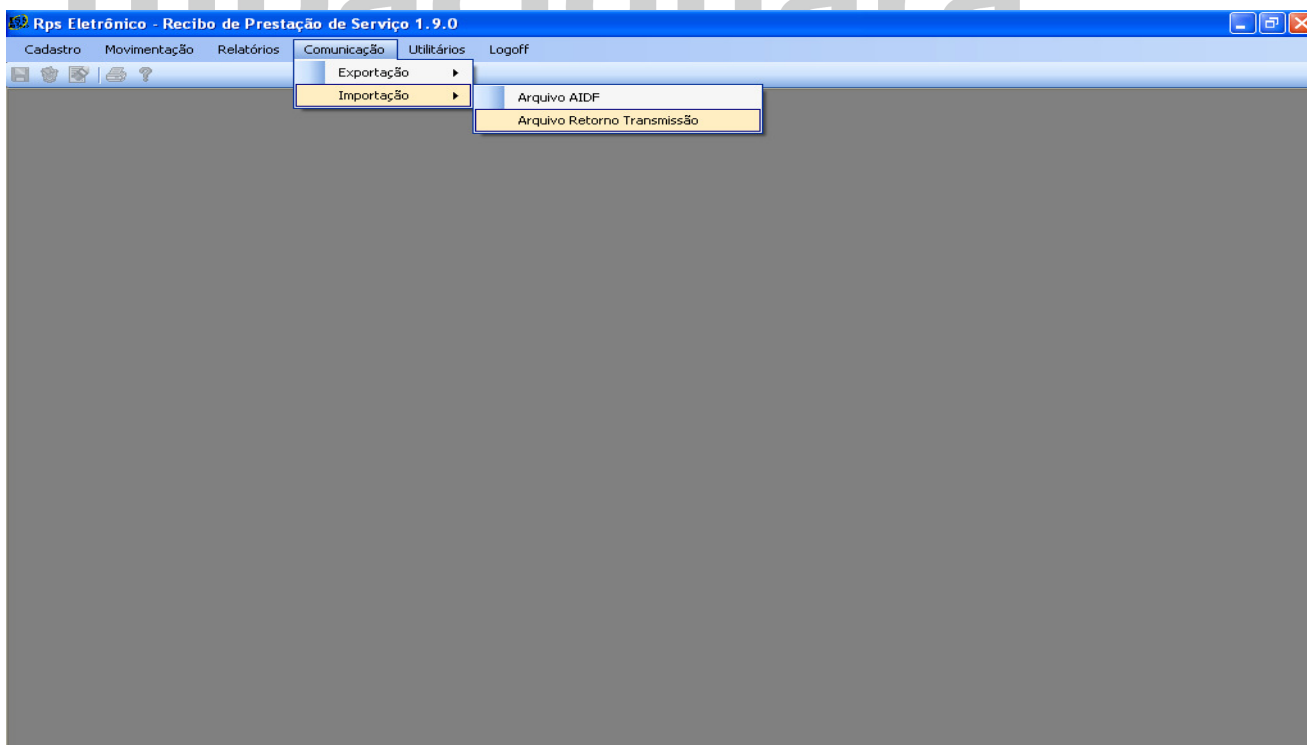 Rps Eletrônico - Recibo de Prestação de Serviço 1.9.0
Cadastro Movimentação Relatórios Comunicação Utilitários Logoff
Exportação
Importação
Arquivo AIDF
Arquivo Retorno Transmissão